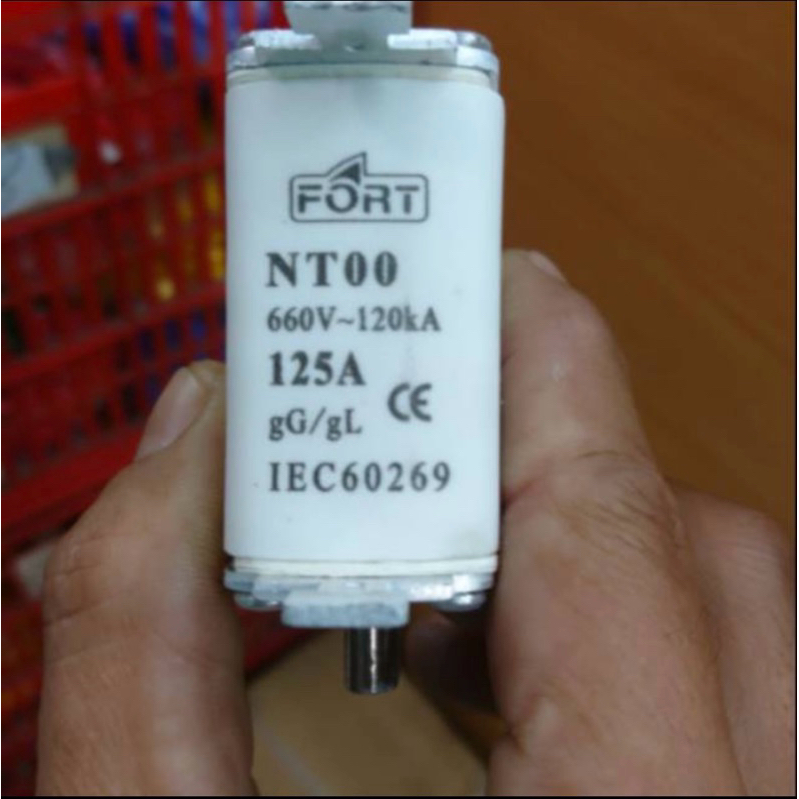 FORT
NT00
660V~120kA
125A
CE
gG/gL
IEC60269